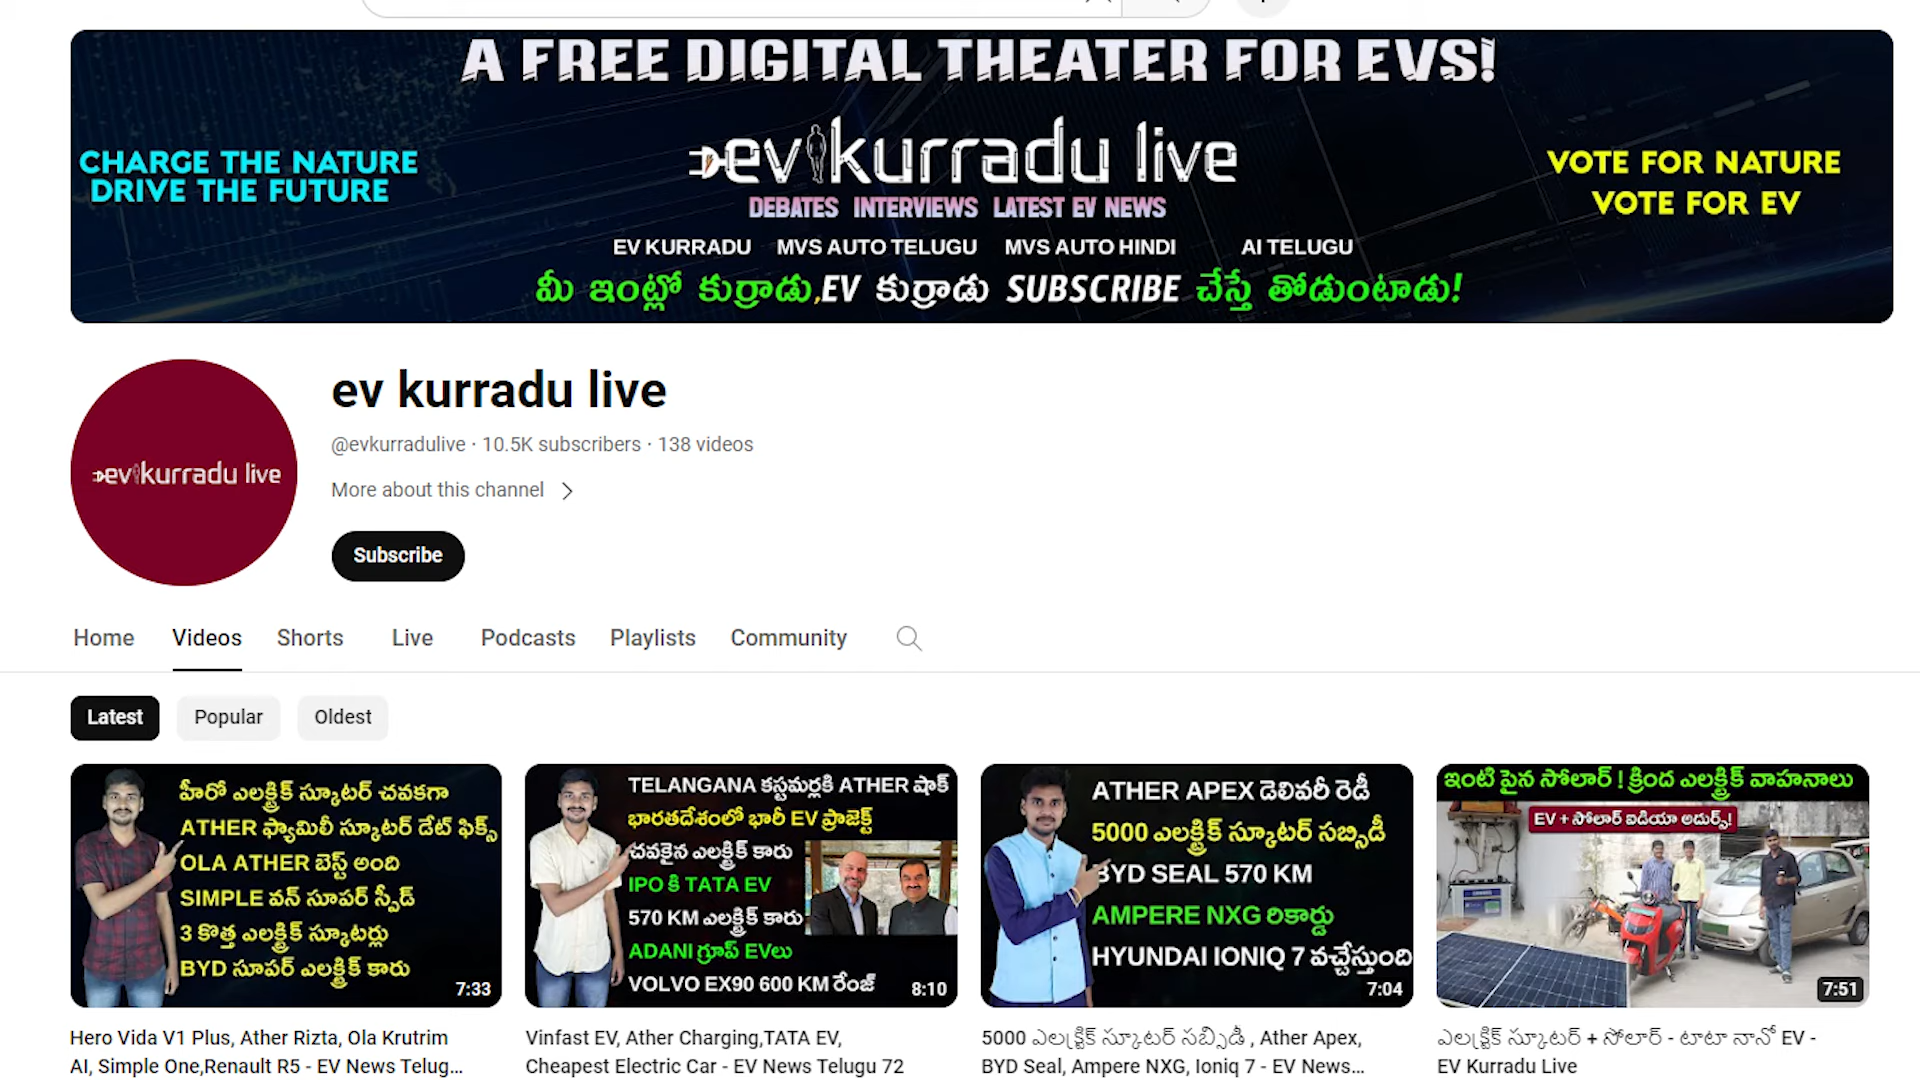 A FREE DIGITAL THEATER FOR EVS!
CHARGE THE NATURE
DRIVE THE FUTURE
ev kurradu live
DEBATES INTERVIEWS LATEST EV NEWS
VOTE FOR NATURE
VOTE FOR EV
EV KURRADU MVS AUTO TELUGU MVS AUTO HINDI AI TELUGU
మీ ఇంట్లో కుర్రాడు,EV కుర్రాడు SUBSCRIBE చేస్తే తోడుంటాడు!
ev kurradu live
ev kurradu live
@evkurradulive · 10.5K subscribers · 138 videos
More about this channel
Subscribe
Home Videos Shorts Live Podcasts Playlists Community
Latest Popular Oldest
హీరో ఎలక్ట్రిక్ స్కూటర్ చవకగా
ATHER ఫ్యామిలీ స్కూటర్ డేట్ ఫిక్స్
OLA ATHER బెస్ట్ అంది
SIMPLE వన్ సూపర్ స్పీడ్
3 కొత్త ఎలక్ట్రిక్ స్కూటర్లు
BYD సూపర్ ఎలక్ట్రిక్ కారు
7:33
TELANGANA కస్టమర్లకి ATHER షాక్
భారతదేశంలో భారీ EV ప్రాజెక్ట్
చవకైన ఎలక్ట్రిక్ కారు
IPO కి TATA EV
570 KM ఎలక్ట్రిక్ కారు
ADANI గ్రూప్ EVలు
VOLVO EX90 600 KM రేంజ్
8:10
ATHER APEX డెలివరీ రెడీ
5000 ఎలక్ట్రిక్ స్కూటర్ సబ్సిడీ
BYD SEAL 570 KM
AMPERE NXG రికార్డు
HYUNDAI IONIQ 7 వచ్చేస్తుంది
7:04
ఇంటి పైన సోలార్ ! క్రింద ఎలక్ట్రిక్ వాహనాలు
EV + సోలార్ ఐడియా అదుర్స్!
7:51
Hero Vida V1 Plus, Ather Rizta, Ola Krutrim
AI, Simple One,Renault R5 - EV News Telug...
Vinfast EV, Ather Charging,TATA EV,
Cheapest Electric Car - EV News Telugu 72
5000 ఎలక్ట్రిక్ స్కూటర్ సబ్సిడీ , Ather Apex,
BYD Seal, Ampere NXG, Ioniq 7 - EV News...
ఎలక్ట్రిక్ స్కూటర్ + సోలార్ - టాటా నానో EV -
EV Kurradu Live